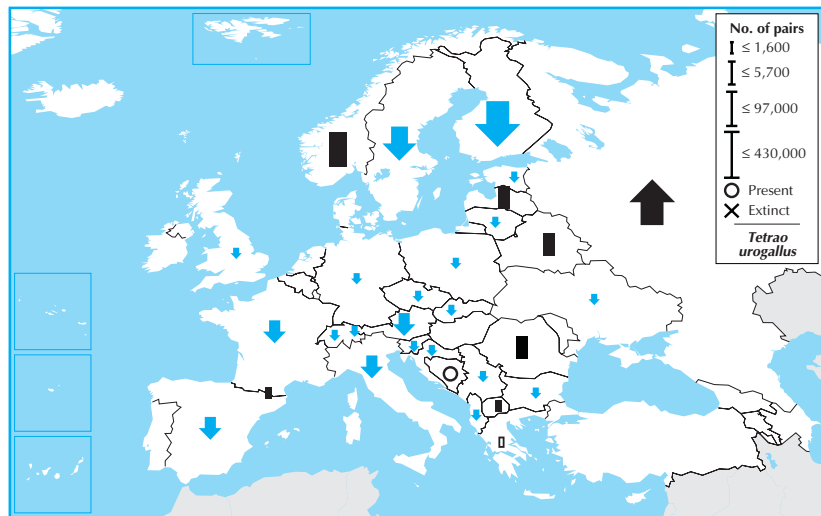 No. of pairs
≤ 1,600
≤ 5,700
≤ 97,000
≤ 430,000
Present
Extinct
Tetrao
urogallus